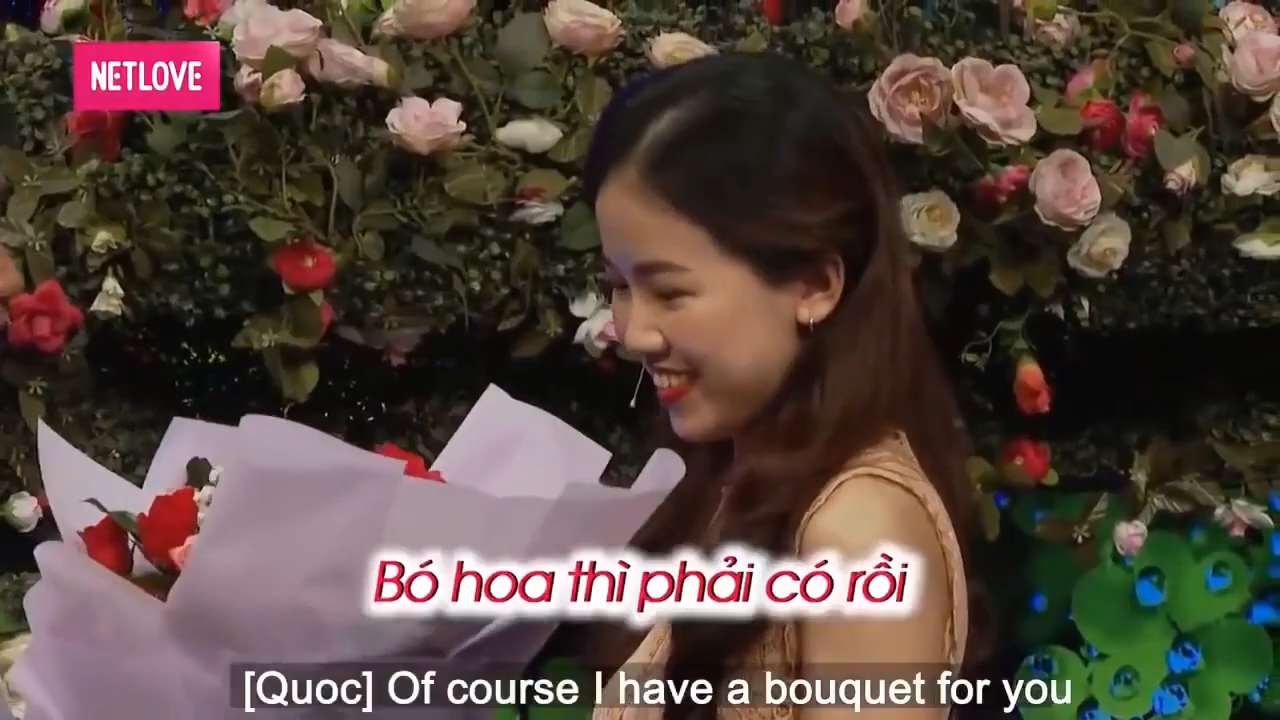 NETLOVE
Bó hoa thì phải có rồi
[Quoc] Of course I have a bouquet for you